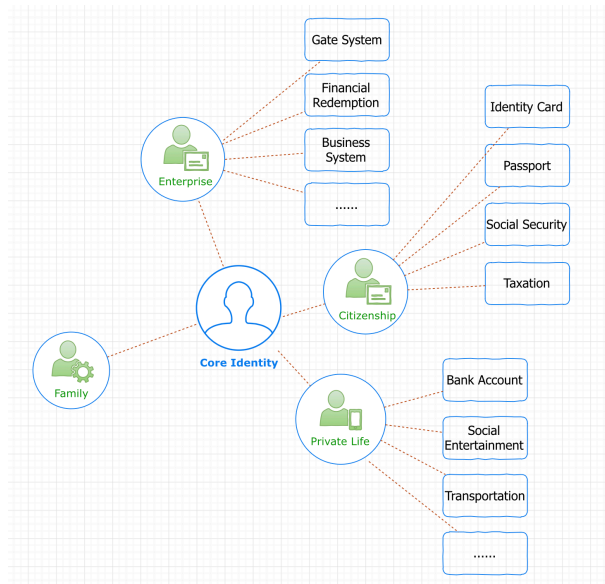 Gate System
Financial
Redemption
Business
System
......
Enterprise
Identity Card
Passport
Social Security
Taxation
Citizenship
Core Identity
Family
Private Life
Bank Account
Social
Entertainment
Transportation
......